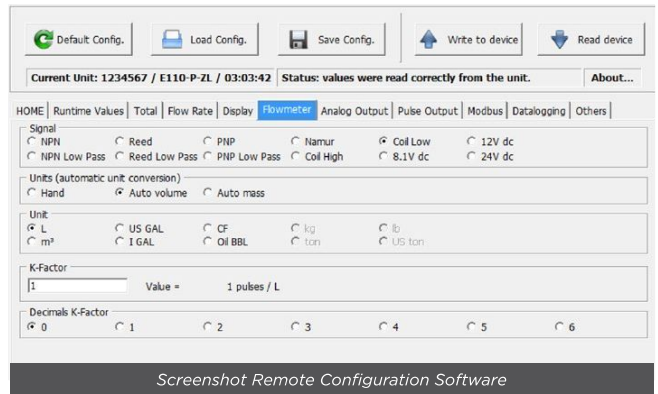 Default Config. Load Config. Save Config. Write to device Read device
Current Unit: 1234567 / E110-P-ZL / 03:03:42 Status: values were read correctly from the unit. About...
HOME Runtime Values Total Flow Rate Display Flowmeter Analog Output Pulse Output Modbus Datalogging Others
Signal
NPN Reed PNP Namur Coil Low 12V dc
NPN Low Pass Reed Low Pass PNP Low Pass Coil High 8.1V dc 24V dc
Units (automatic unit conversion)
Hand Auto volume Auto mass
Unit
L US GAL CF kg lb
m³ I GAL Oil BBL ton US ton
K-Factor
1 Value = 1 pulses / L
Decimals K-Factor
0 1 2 3 4 5 6
Screenshot Remote Configuration Software